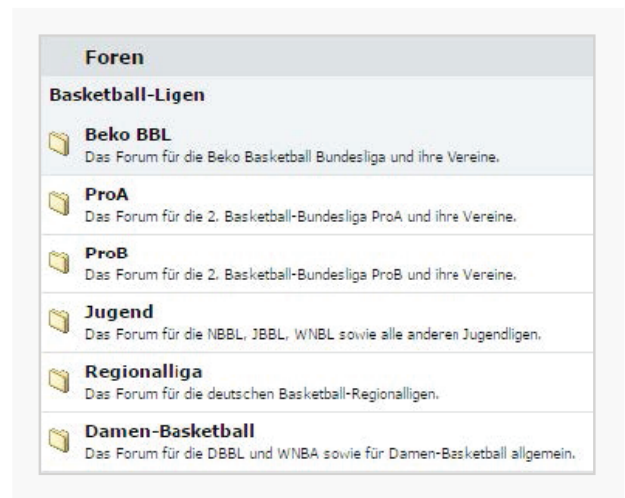 Foren
Basketball-Ligen
Beko BBL
Das Forum für die Beko Basketball Bundesliga und ihre Vereine.
ProA
Das Forum für die 2. Basketball-Bundesliga ProA und ihre Vereine.
ProB
Das Forum für die 2. Basketball-Bundesliga ProB und ihre Vereine.
Jugend
Das Forum für die NBBL, JBBL, WNBL sowie alle anderen Jugendligen.
Regionalliga
Das Forum für die deutschen Basketball-Regionalligen.
Damen-Basketball
Das Forum für die DBBL und WNBA sowie für Damen-Basketball allgemein.